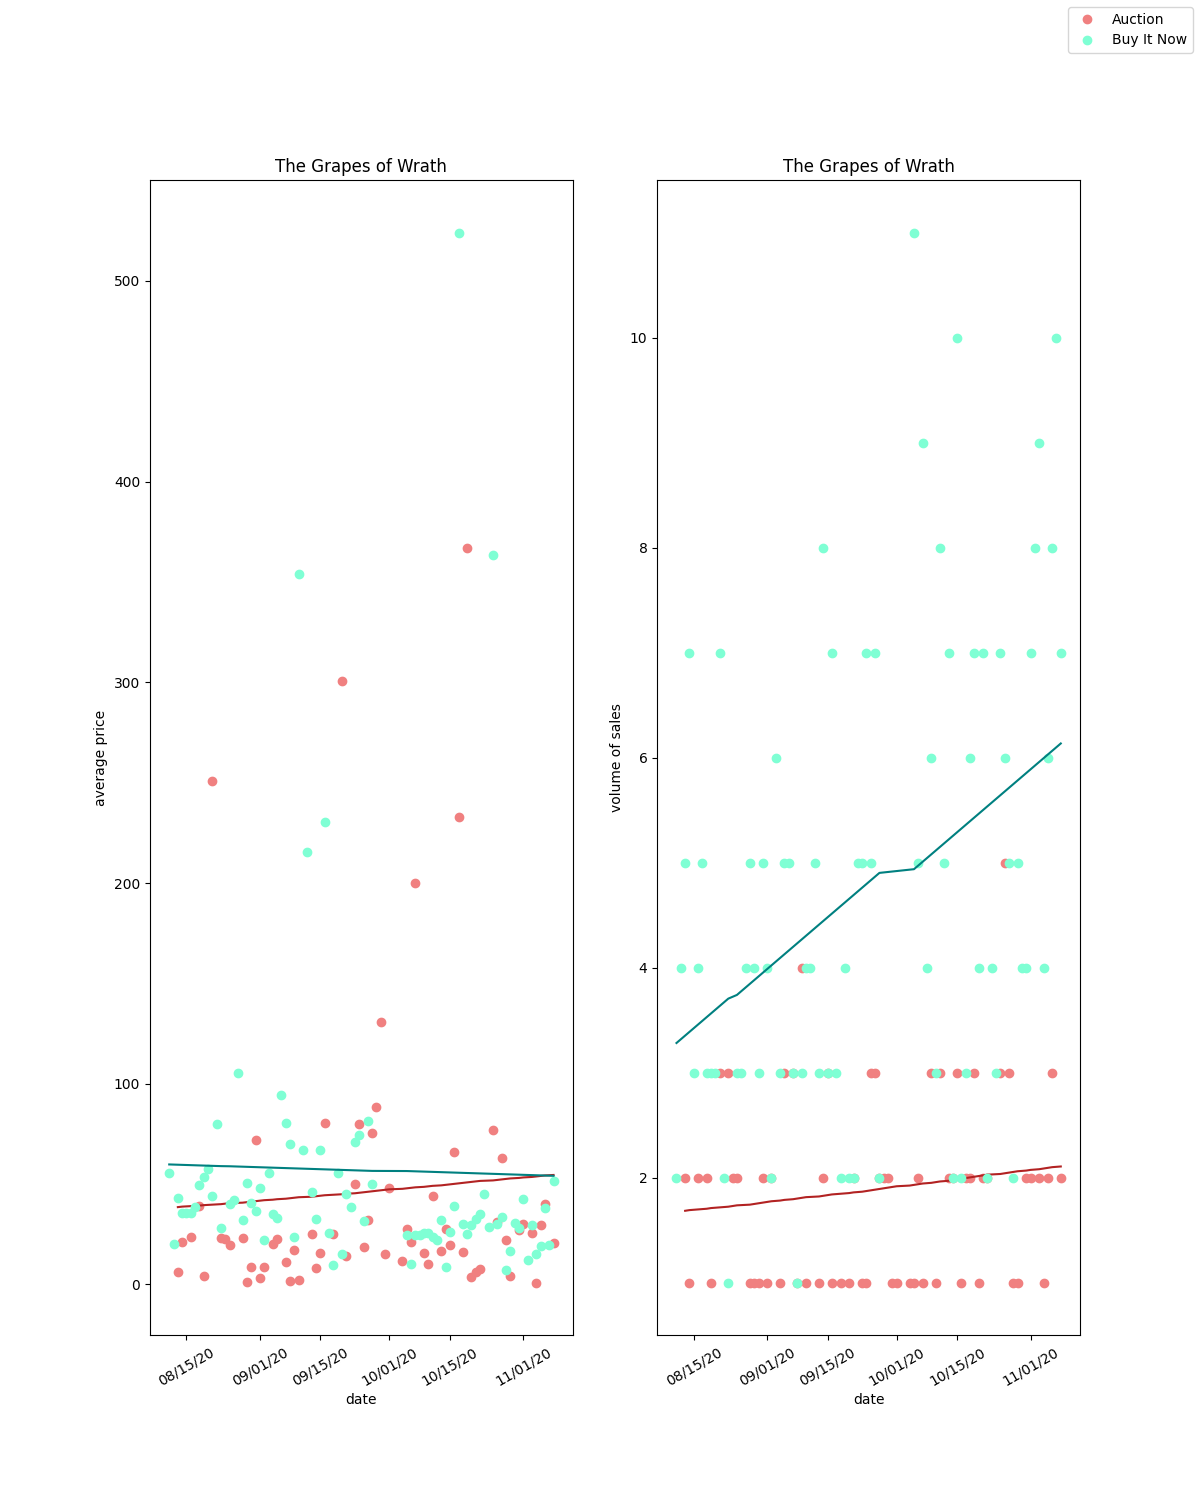 Auction
Buy It Now
The Grapes of Wrath
The Grapes of Wrath
500
400
300
200
100
0
average price
08/15/20
09/01/20
09/15/20
10/01/20
10/15/20
11/01/20
date
10
8
6
4
2
volume of sales
08/15/20
09/01/20
09/15/20
10/01/20
10/15/20
11/01/20
date